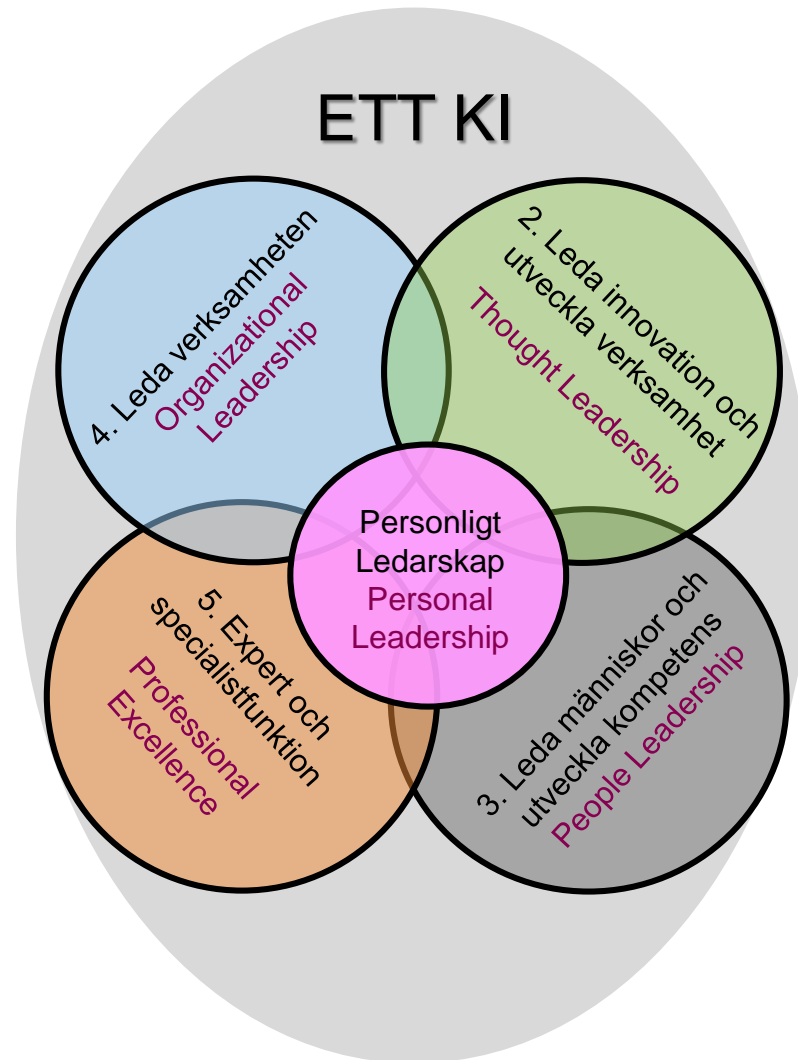 ETT KI
4. Leda verksamheten
Organizational
Leadership
2. Leda innovation och
utveckla verksamhet
Thought Leadership
Personligt
Ledarskap
Personal
Leadership
5. Expert och
specialistfunktion
Professional
Excellence
3. Leda människor och
utveckla kompetens
People Leadership